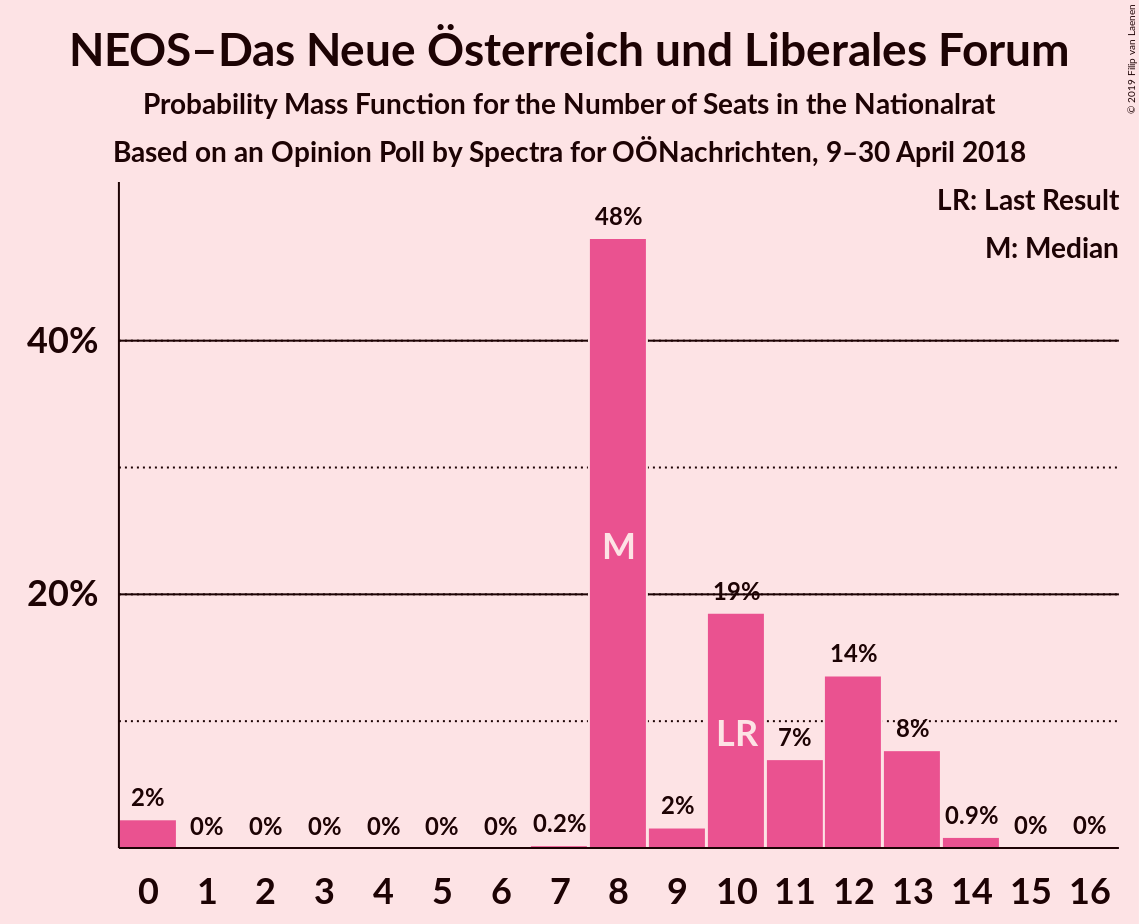 NEOS–Das Neue Österreich und Liberales Forum
Probability Mass Function for the Number of Seats in the Nationalrat
Based on an Opinion Poll by Spectra for OÖNachrichten, 9–30 April 2018
© 2019 Filip van Laenen
LR: Last Result
M: Median
48%
40%
M
20%
19%
14%
LR
7%
8%
2%
0%
0%
0%
0%
0%
0%
0.2%
2%
0.9%
0%
0%
0 1 2 3 4 5 6 7 8 9 10 11 12 13 14 15 16